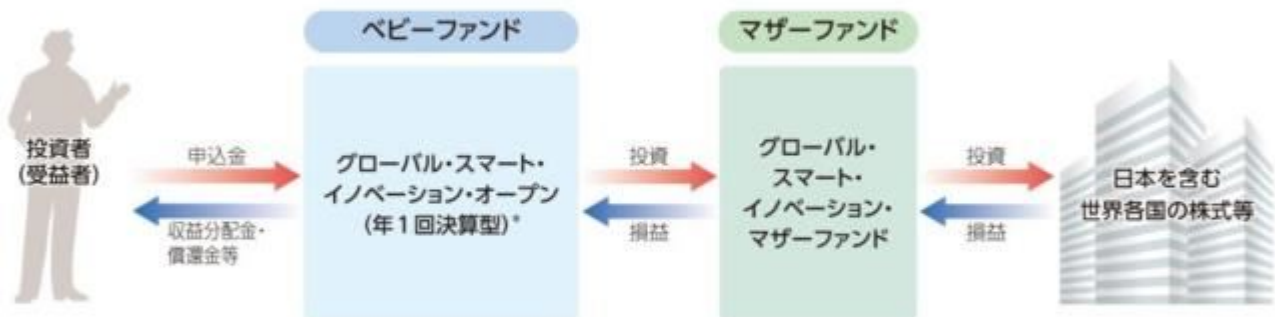 ベビーファンド
マザーファンド
投資者
(受益者)
申込金
収益分配金・
償還金等
グローバル・スマート・
イノベーション・オープン
(年1回決算型)*
投資
損益
グローバル・
スマート・
イノベーション・
マザーファンド
投資
損益
日本を含む
世界各国の株式等